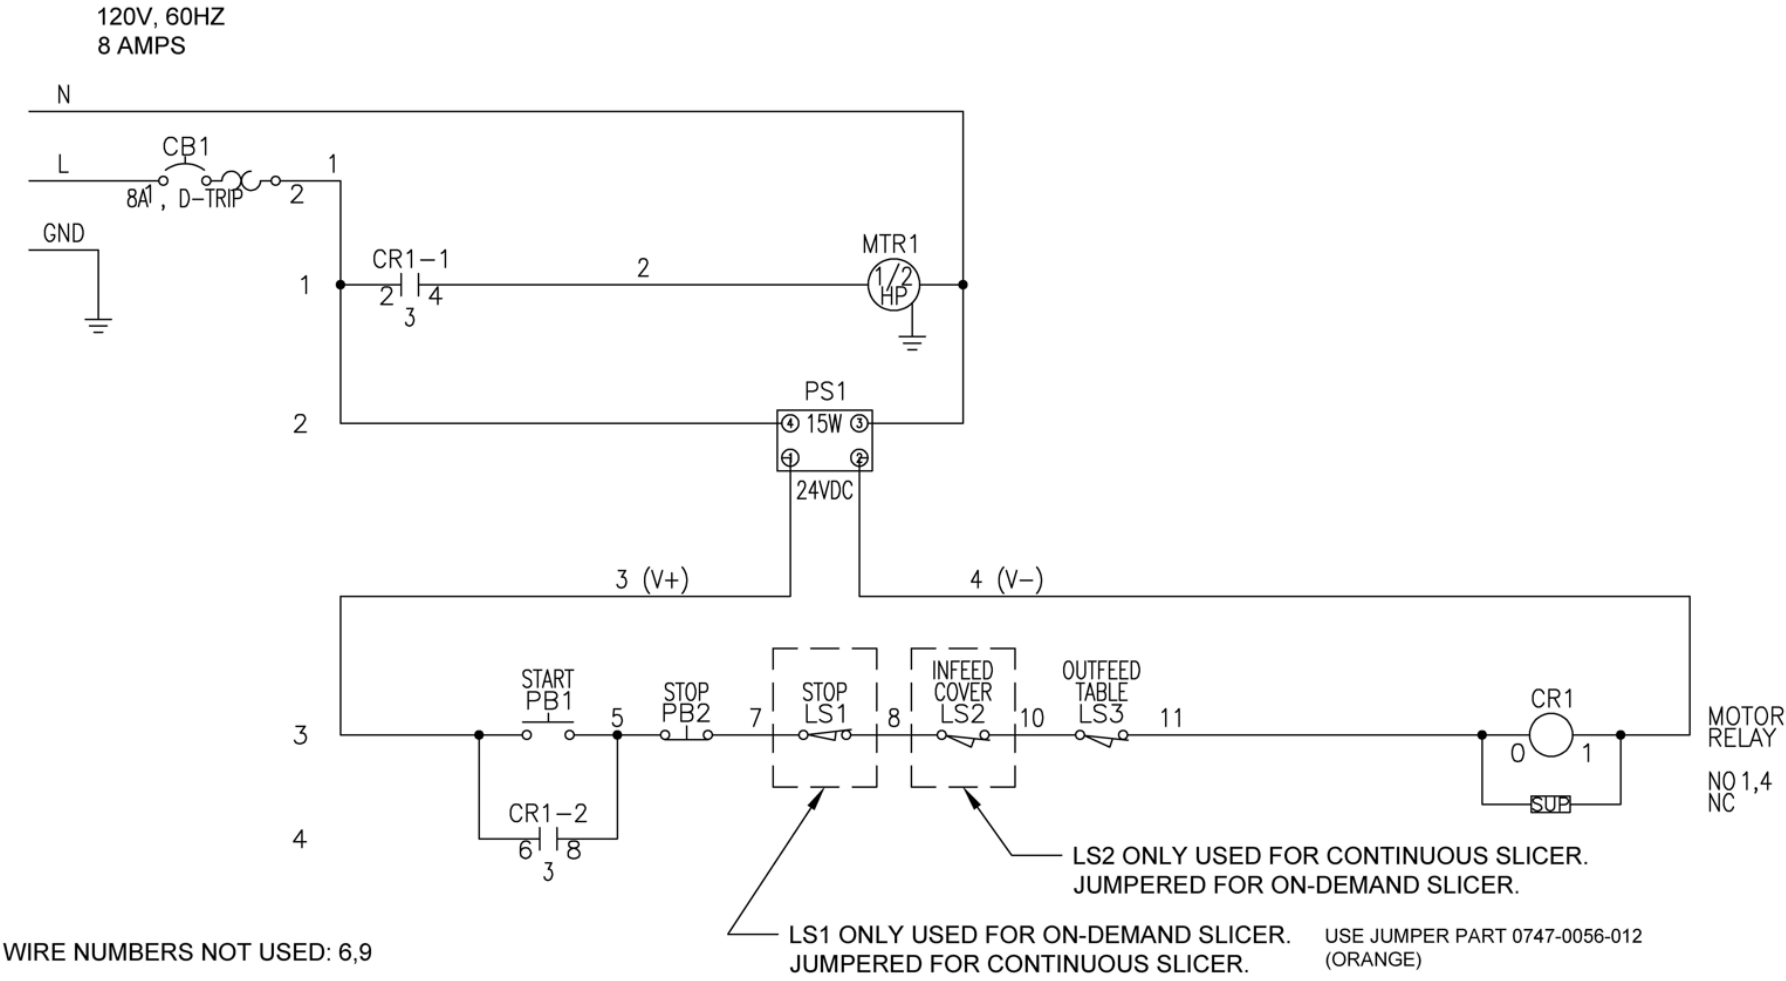 120V, 60HZ
8 AMPS
N
CB1
L
1
8A
1
, D-TRIP
2
GND
MTR1
CR1-1
2
1/2
HP
1
2
4
3
PS1
2
4
15W
3
1
2
24VDC
3 (V+)
4 (V-)
START
PB1
5
STOP
PB2
7
STOP
LS1
8
INFEED
COVER
LS2
10
OUTFEED
TABLE
LS3
11
CR1
0
1
MOTOR
RELAY
3
NO 1,4
NC
SUP
CR1-2
4
6
8
3
LS2 ONLY USED FOR CONTINUOUS SLICER.
JUMPERED FOR ON-DEMAND SLICER.
LS1 ONLY USED FOR ON-DEMAND SLICER.
JUMPERED FOR CONTINUOUS SLICER.
USE JUMPER PART 0747-0056-012
(ORANGE)
WIRE NUMBERS NOT USED: 6,9